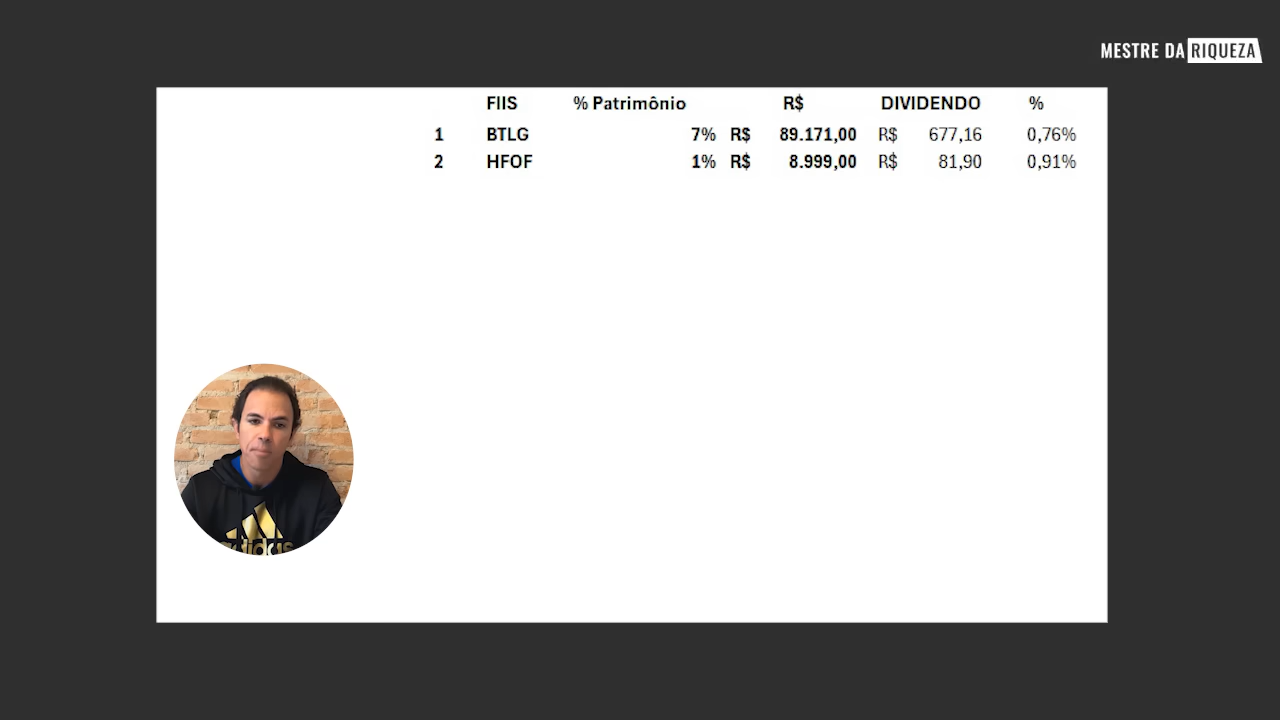 MESTRE DA RIQUEZA
FIIS % Patrimônio R$ DIVIDENDO %
1 BTLG 7% R$ 89.171,00 R$ 677,16 0,76%
2 HFOF 1% R$ 8.999,00 R$ 81,90 0,91%
adidas